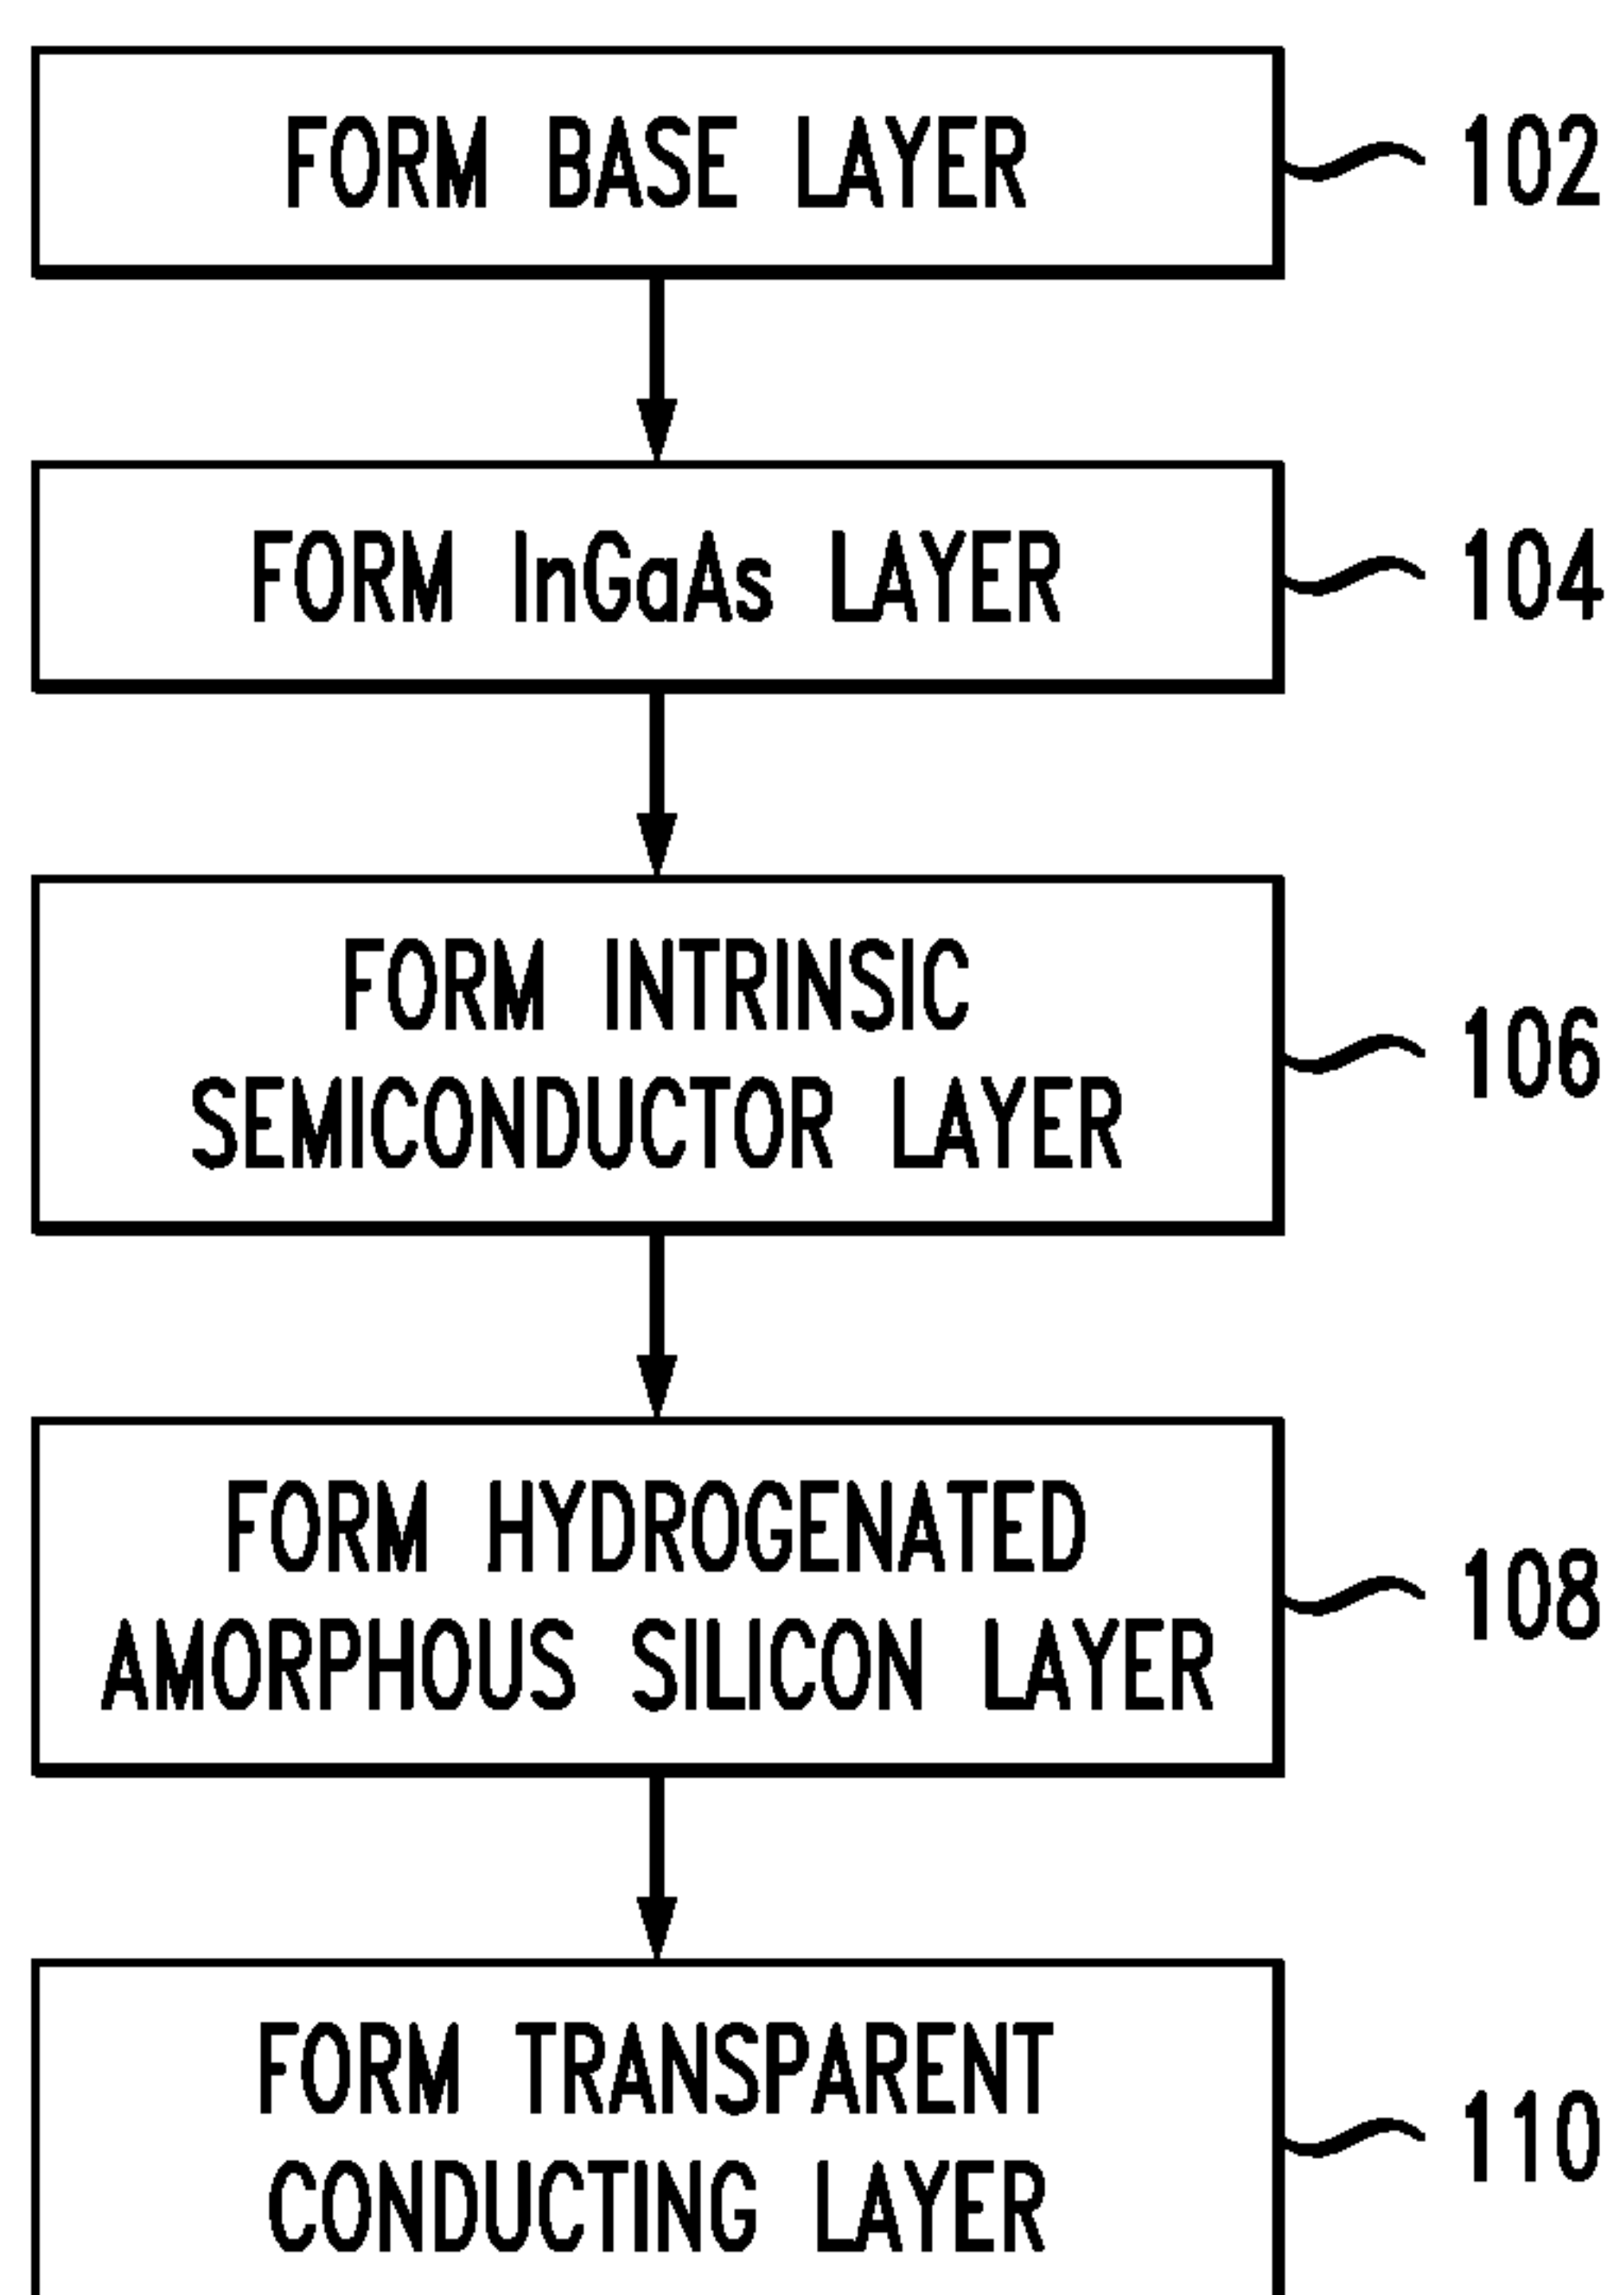 FORM BASE LAYER
102
FORM InGaAs LAYER
104
FORM INTRINSIC
SEMICONDUCTOR LAYER
106
FORM HYDROGENATED
AMORPHOUS SILICON LAYER
108
FORM TRANSPARENT
CONDUCTING LAYER
110